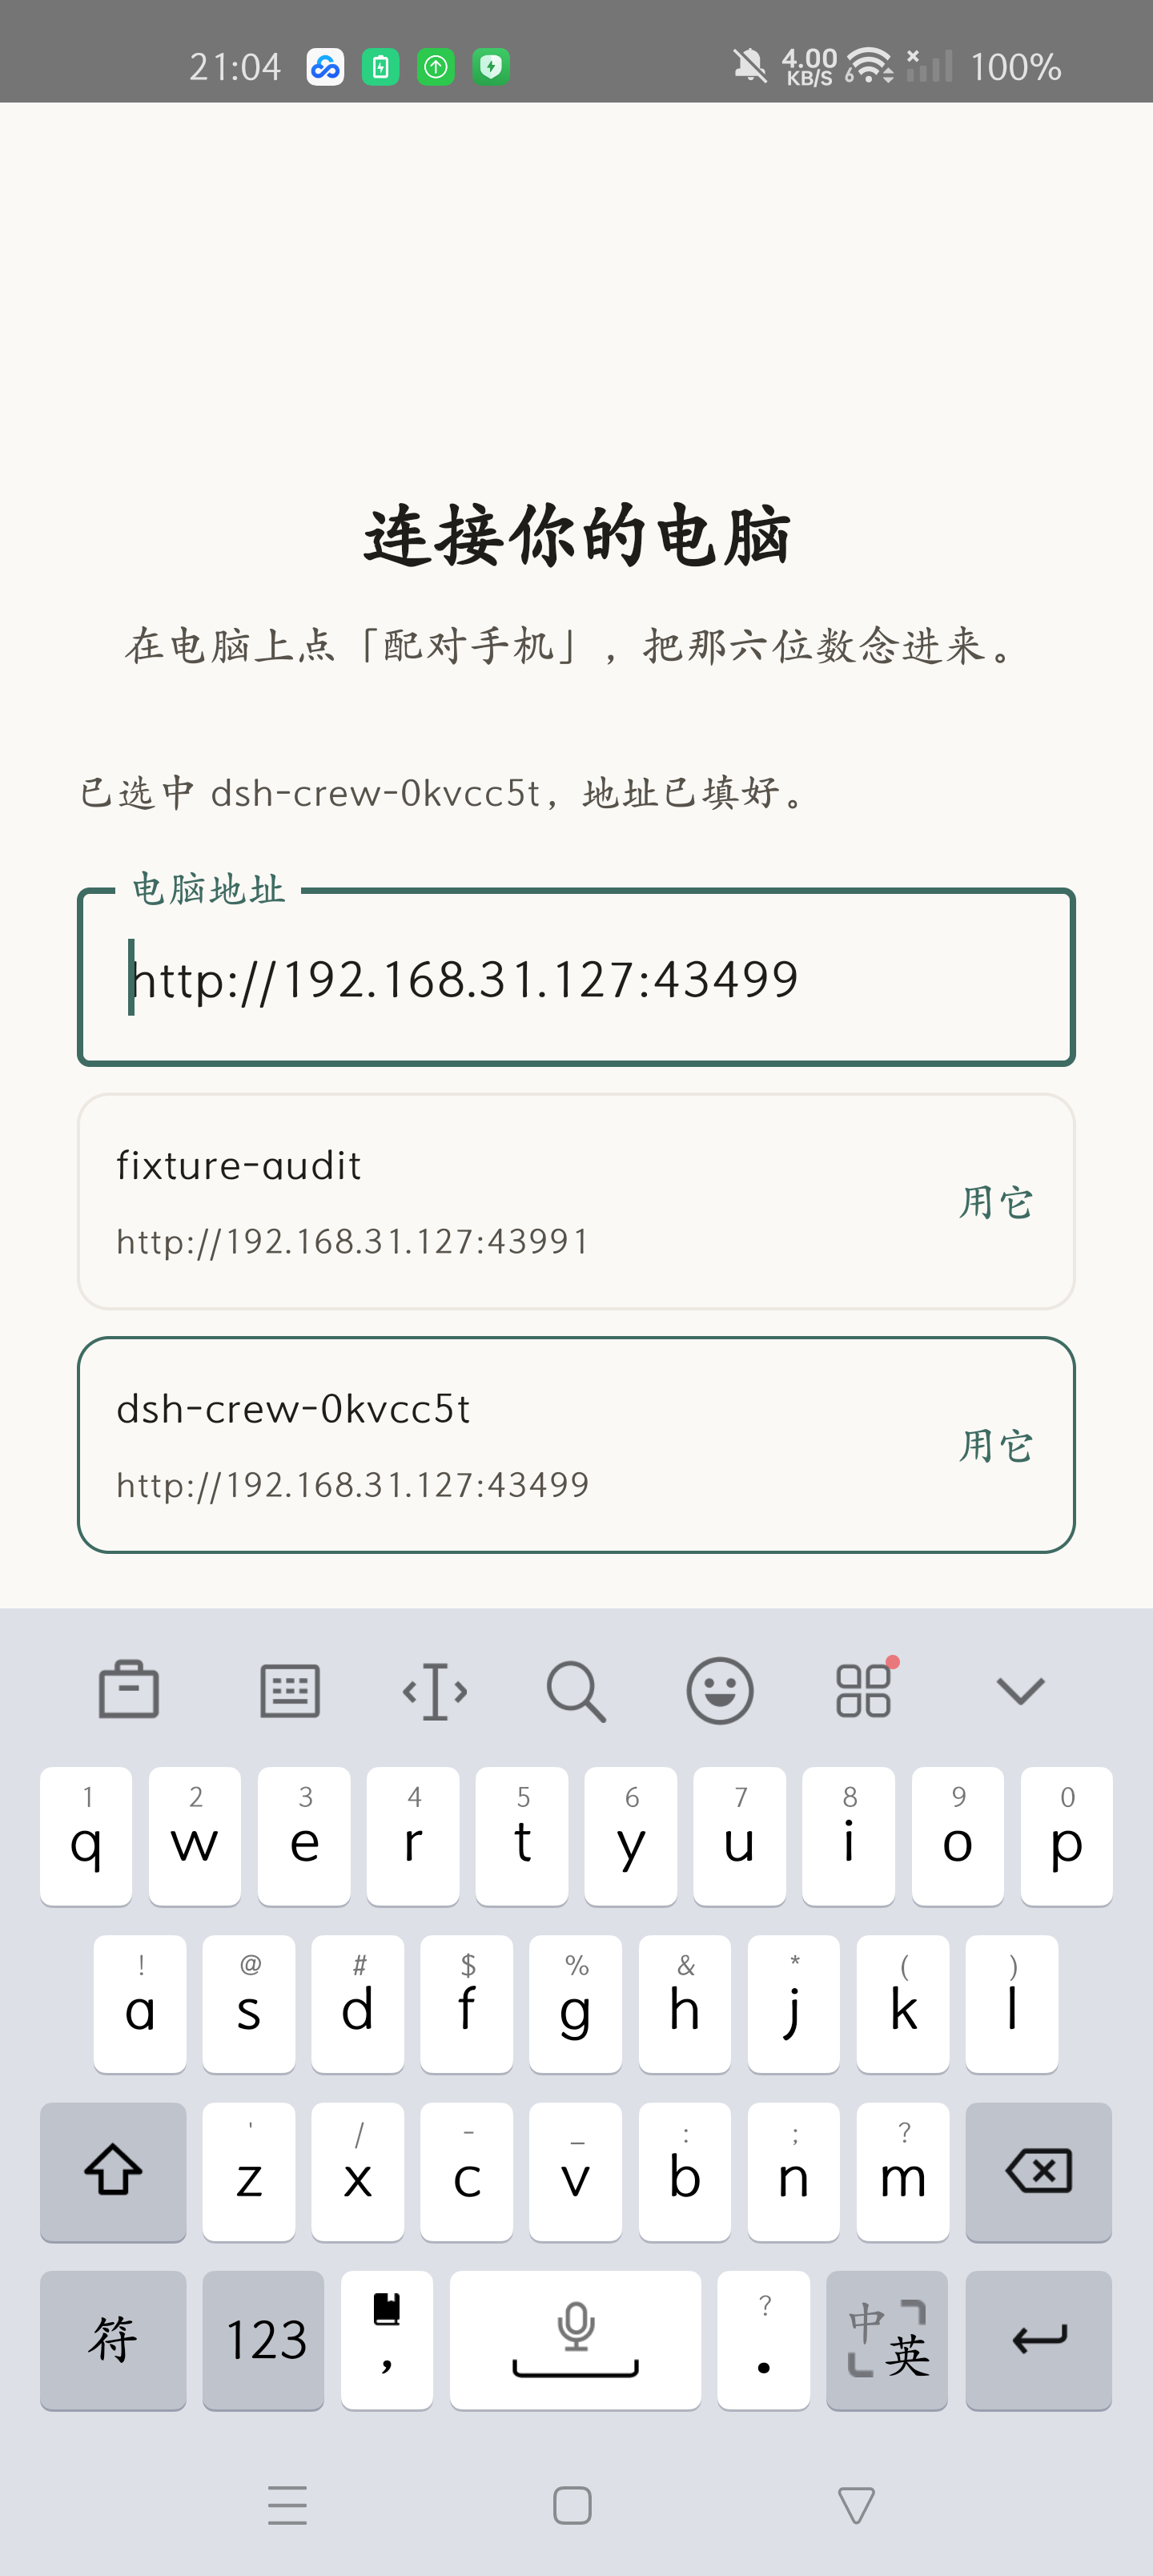 21:04
4.00 KB/S
6
100%
连接你的电脑
在电脑上点「配对手机」，把那六位数念进来。
已选中 dsh-crew-0kvcc5t，地址已填好。
电脑地址
http://192.168.31.127:43499
fixture-audit
用它
http://192.168.31.127:43991
dsh-crew-0kvcc5t
用它
http://192.168.31.127:43499
1 2 3 4 5 6 7 8 9 0
q w e r t y u i o p
! @ # $ % & * ( )
a s d f g h j k l
' / - _ : ; ?
z x c v b n m
符 123 , ? . 中 英